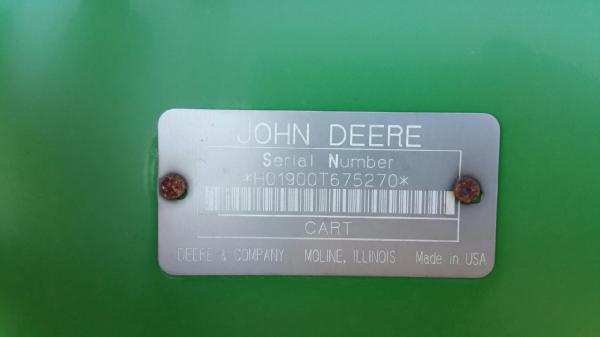 JOHN DEERE
Serial Number
*H01900T675270*
CART
DEERE & COMPANY MOLINE, ILLINOIS Made in USA